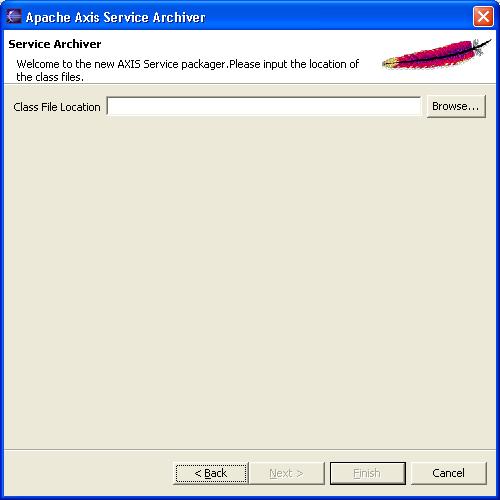 Apache Axis Service Archiver
Service Archiver
Welcome to the new AXIS Service packager.Please input the location of
the class files.
Class File Location
Browse...
< Back
Next >
Finish
Cancel